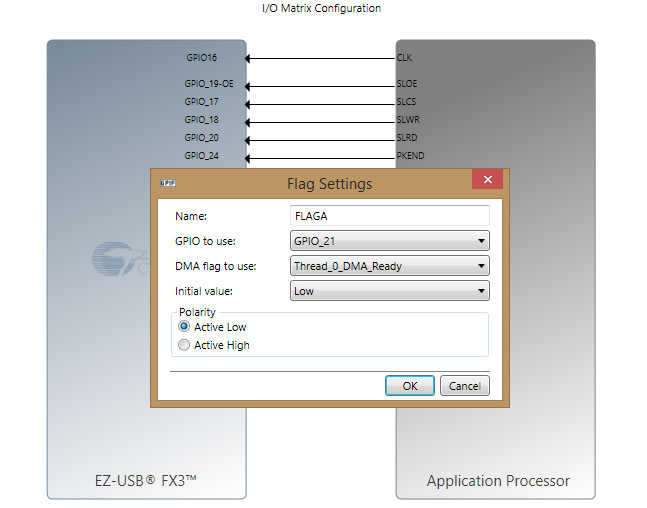 I/O Matrix Configuration
GPIO16 CLK
GPIO_19-OE SLOE
GPIO_17 SLCS
GPIO_18 SLWR
GPIO_20 SLRD
GPIO_24 PKEND
GPIF Flag Settings
Name: FLAGA
GPIO to use: GPIO_21
DMA flag to use: Thread_0_DMA_Ready
Initial value: Low
Polarity
Active Low
Active High
OK Cancel
EZ-USB® FX3™ Application Processor